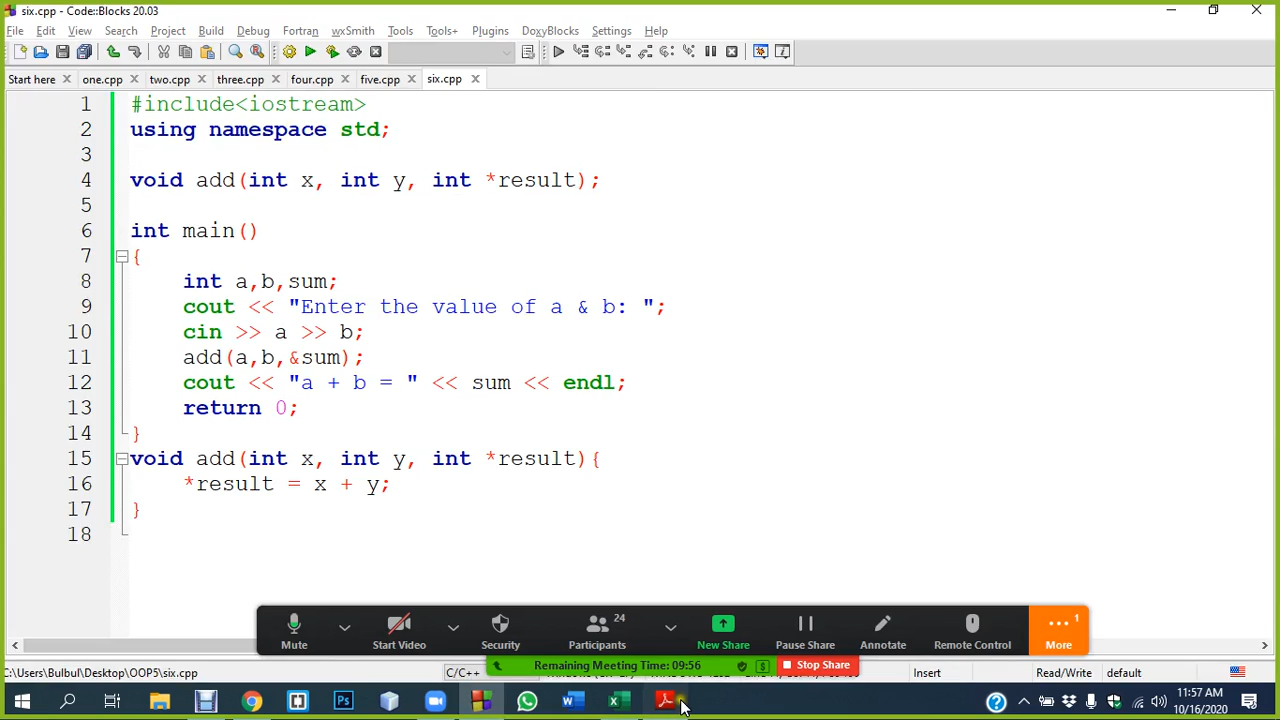 six.cpp - Code::Blocks 20.03
File Edit View Search Project Build Debug Fortran wxSmith Tools Tools+ Plugins DoxyBlocks Settings Help
Start here one.cpp two.cpp three.cpp four.cpp five.cpp six.cpp
1 #include<iostream>
2 using namespace std;
3
4 void add(int x, int y, int *result);
5
6 int main()
7 {
8 int a,b,sum;
9 cout << "Enter the value of a & b: ";
10 cin >> a >> b;
11 add(a,b,&sum);
12 cout << "a + b = " << sum << endl;
13 return 0;
14 }
15 void add(int x, int y, int *result){
16 *result = x + y;
17 }
18
24 1
Mute Start Video Security Participants New Share Pause Share Annotate Remote Control More
Remaining Meeting Time: 09:56 Stop Share
C:\Users\Bulbul\Desktop\OOP5\six.cpp C/C++ Insert Read/Write default
11:57 AM
10/16/2020